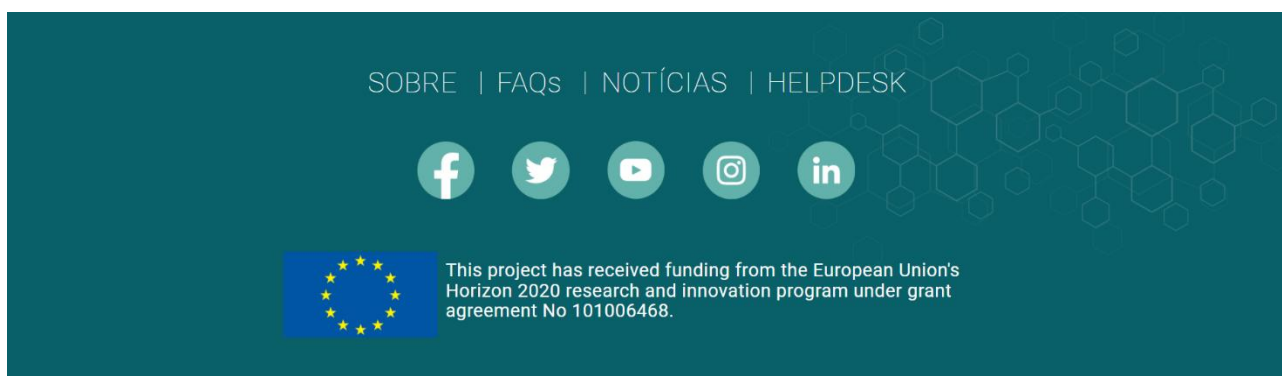 SOBRE | FAQs | NOTÍCIAS | HELPDESK
This project has received funding from the European Union's
Horizon 2020 research and innovation program under grant
agreement No 101006468.